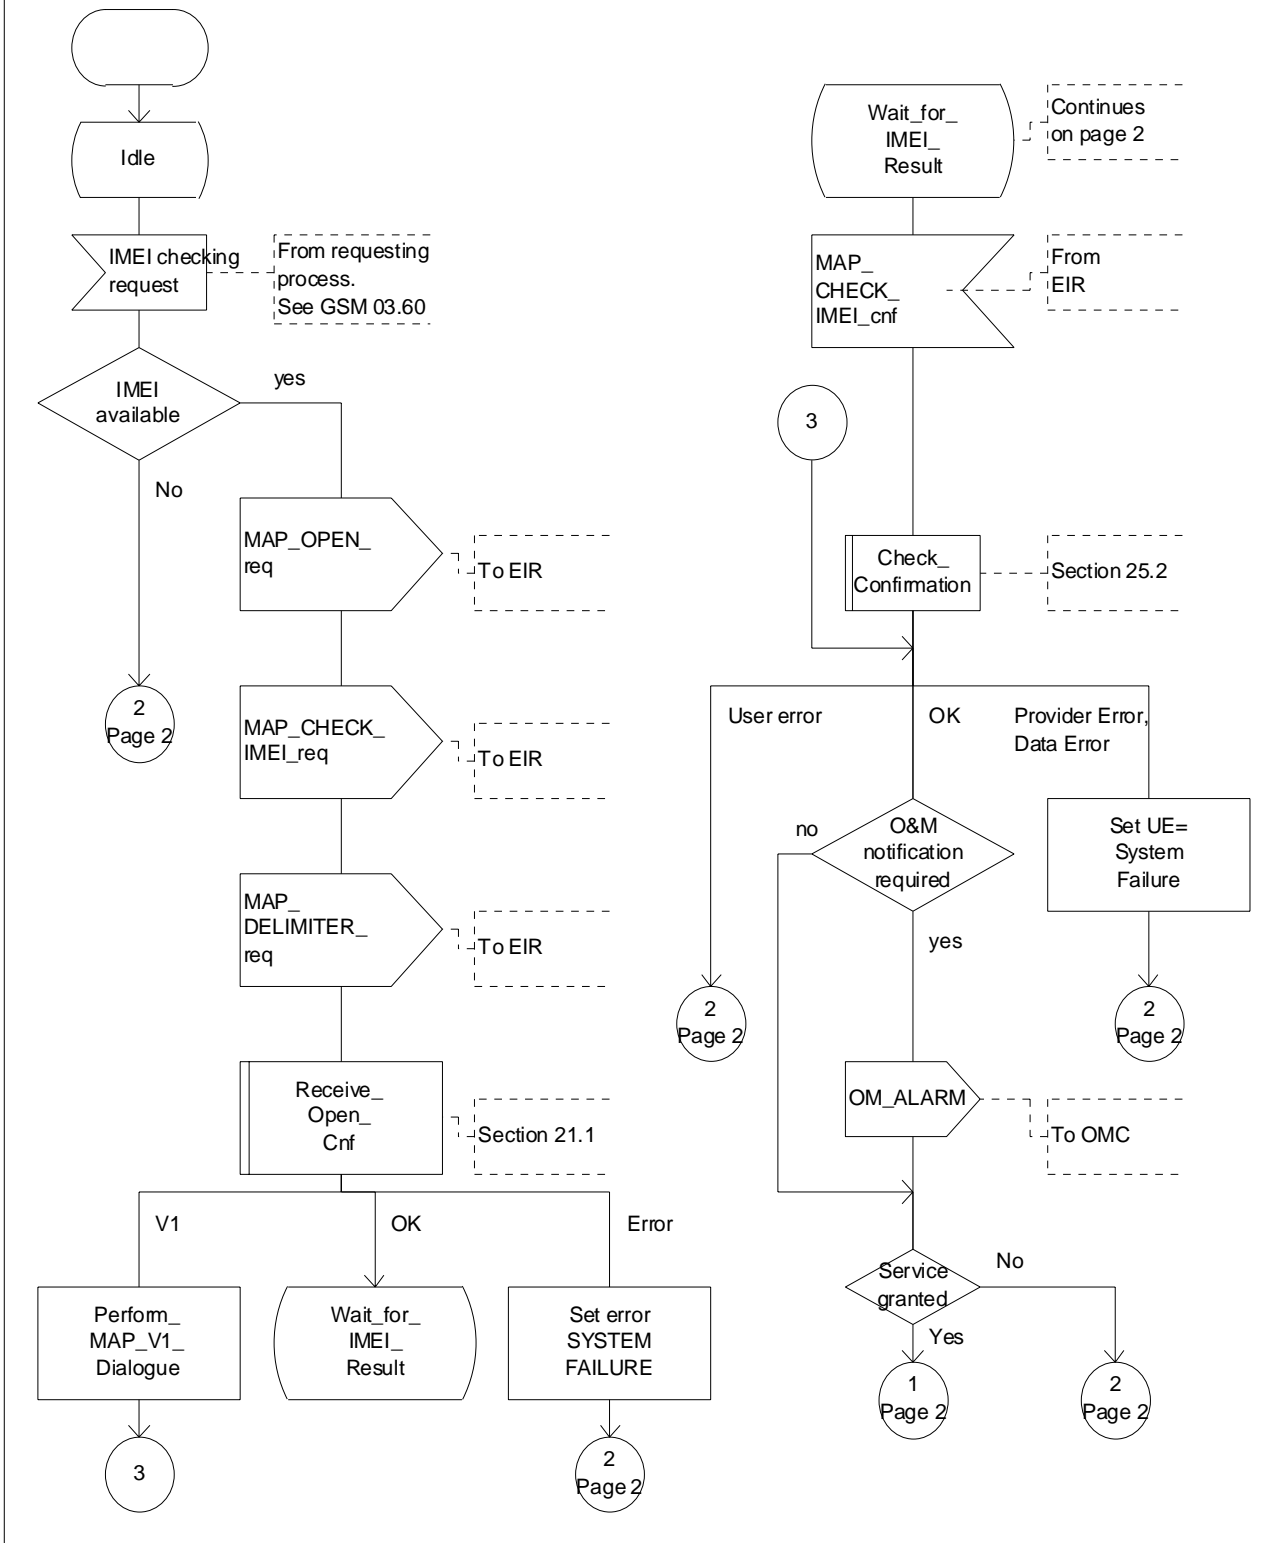 Idle
IMEI checking
request
From requesting
process.
See GSM 03.60
IMEI
available
yes
No
MAP_OPEN_
req
To EIR
2
Page 2
MAP_CHECK_
IMEI_req
To EIR
MAP_
DELIMITER_
req
To EIR
Receive_
Open_
Cnf
Section 21.1
V1
OK
Error
Perform_
MAP_V1_
Dialogue
Wait_for_
IMEI_
Result
Set error
SYSTEM
FAILURE
3
2
Page 2
Wait_for_
IMEI_
Result
Continues
on page 2
MAP_
CHECK_
IMEI_cnf
From
EIR
3
Check_
Confirmation
Section 25.2
User error
OK
Provider Error,
Data Error
no
O&M
notification
required
Set UE=
System
Failure
yes
2
Page 2
2
Page 2
OM_ALARM
To OMC
Service
granted
No
Yes
1
Page 2
2
Page 2